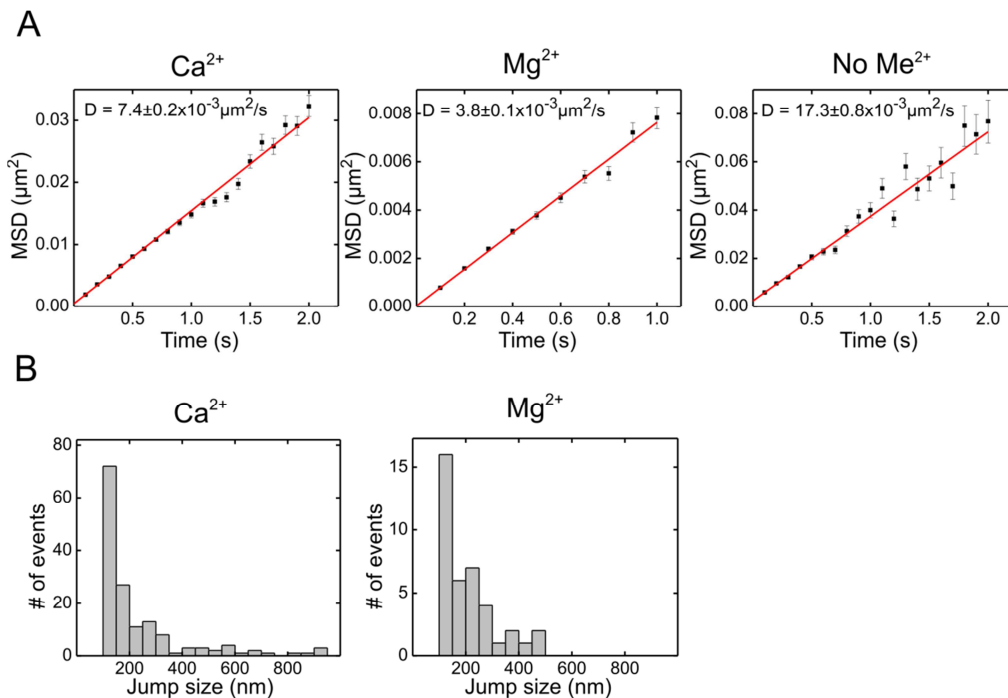 A
Ca²⁺
Mg²⁺
No Me²⁺
D = 7.4±0.2x10⁻³µm²/s
D = 3.8±0.1x10⁻³µm²/s
D = 17.3±0.8x10⁻³µm²/s
MSD (µm²)
0.03
0.02
0.01
0.00
0.5
1.0
1.5
2.0
Time (s)
MSD (µm²)
0.008
0.006
0.004
0.002
0.000
0.2
0.4
0.6
0.8
1.0
Time (s)
MSD (µm²)
0.08
0.06
0.04
0.02
0.00
0.5
1.0
1.5
2.0
Time (s)
B
Ca²⁺
Mg²⁺
# of events
80
60
40
20
0
200
400
600
800
Jump size (nm)
# of events
15
10
5
0
200
400
600
800
Jump size (nm)